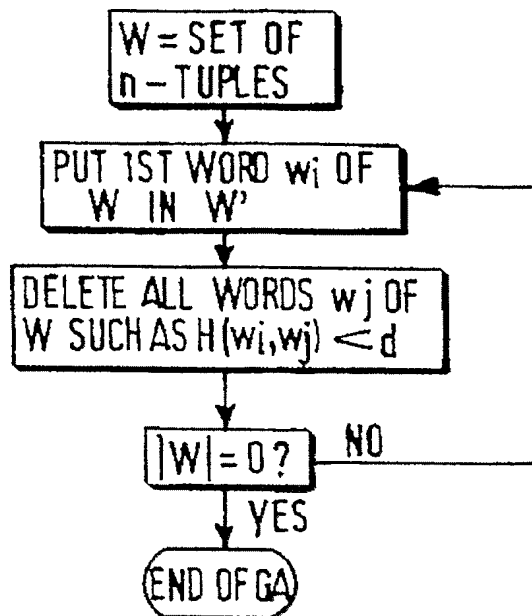 W = SET OF
n-TUPLES
PUT 1ST WORD wi OF
W IN W'
DELETE ALL WORDS wj OF
W SUCH AS H(wi,wj) < d
|W| = 0?
NO
YES
END OF GA